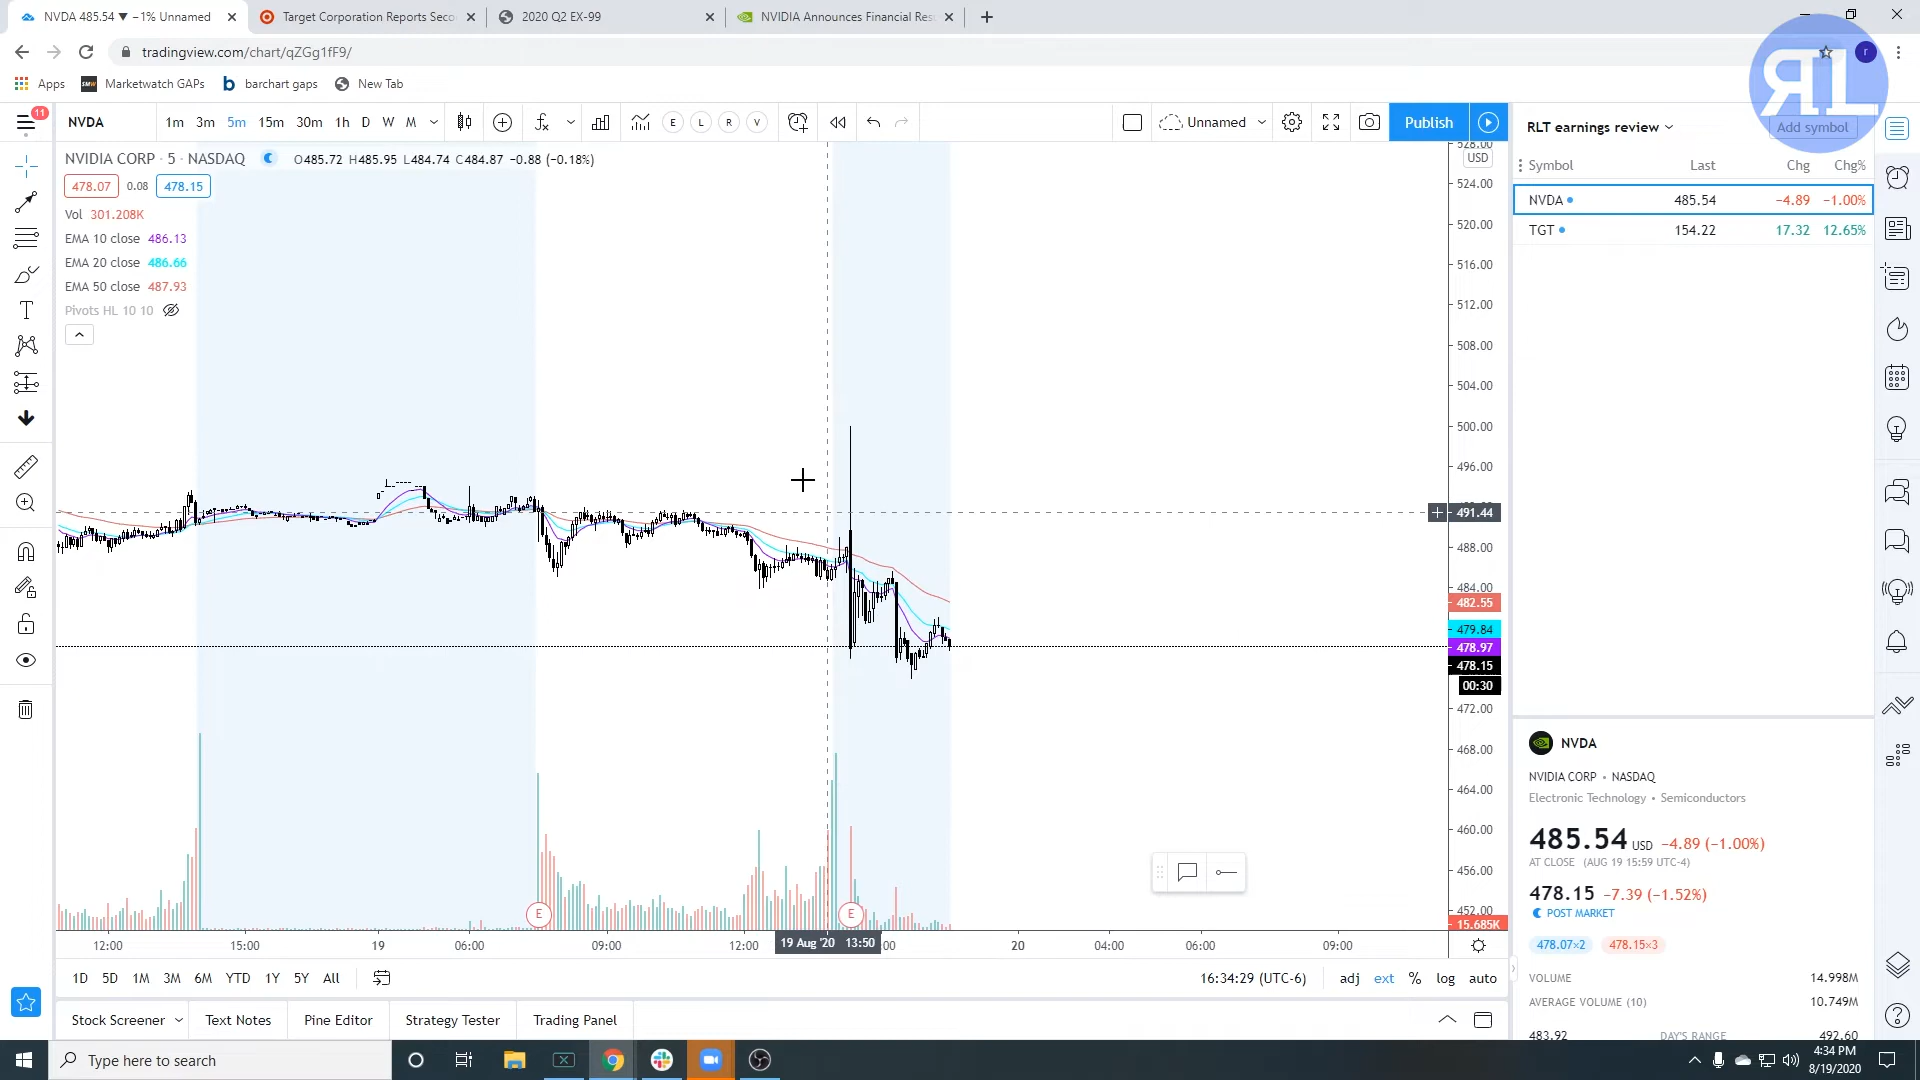 NVDA 485.54 ▼ −1% Unnamed
Target Corporation Reports Seco
2020 Q2 EX-99
NVIDIA Announces Financial Res
tradingview.com/chart/qZGg1fF9/
r
Apps
SMW
Marketwatch GAPs
b
barchart gaps
New Tab
RL
11
NVDA
1m 3m 5m 15m 30m 1h D W M
E L R V
Unnamed
Publish
RLT earnings review
Add symbol
NVIDIA CORP · 5 · NASDAQ
O485.72 H485.95 L484.74 C484.87 −0.88 (−0.18%)
478.07 0.08 478.15
Vol 301.208K
EMA 10 close 486.13
EMA 20 close 486.66
EMA 50 close 487.93
Pivots HL 10 10
528.00
USD
524.00
520.00
516.00
512.00
508.00
504.00
500.00
496.00
491.44
488.00
484.00
482.55
479.84
478.97
478.15
00:30
472.00
468.00
464.00
460.00
456.00
452.00
15.685K
Symbol Last Chg Chg%
NVDA 485.54 −4.89 −1.00%
TGT 154.22 17.32 12.65%
NVDA
NVIDIA CORP • NASDAQ
Electronic Technology • Semiconductors
485.54 USD −4.89 (−1.00%)
AT CLOSE (AUG 19 15:59 UTC-4)
478.15 −7.39 (−1.52%)
POST MARKET
478.07×2 478.15×3
VOLUME 14.998M
AVERAGE VOLUME (10) 10.749M
483.92 DAY'S RANGE 492.60
E E
12:00 15:00 19 06:00 09:00 12:00 19 Aug '20 13:50 :00 20 04:00 06:00 09:00
1D 5D 1M 3M 6M YTD 1Y 5Y All
16:34:29 (UTC-6) adj ext % log auto
Stock Screener Text Notes Pine Editor Strategy Tester Trading Panel
Type here to search
4:34 PM
8/19/2020